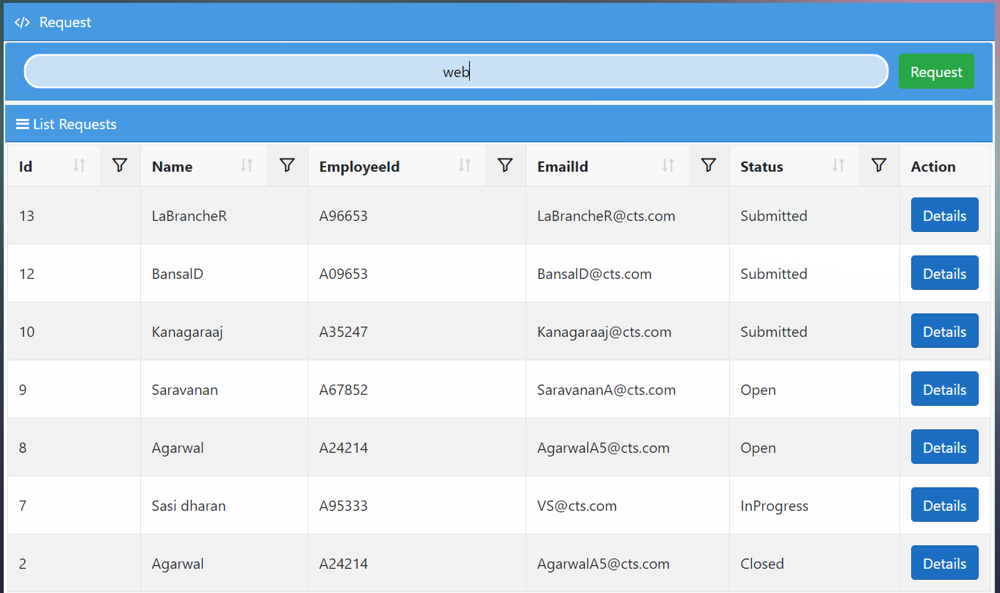 </> Request
web Request
List Requests
Id Name EmployeeId EmailId Status Action
13 LaBrancheR A96653 LaBrancheR@cts.com Submitted Details
12 BansalD A09653 BansalD@cts.com Submitted Details
10 Kanagaraaj A35247 Kanagaraaj@cts.com Submitted Details
9 Saravanan A67852 SaravananA@cts.com Open Details
8 Agarwal A24214 AgarwalA5@cts.com Open Details
7 Sasi dharan A95333 VS@cts.com InProgress Details
2 Agarwal A24214 AgarwalA5@cts.com Closed Details